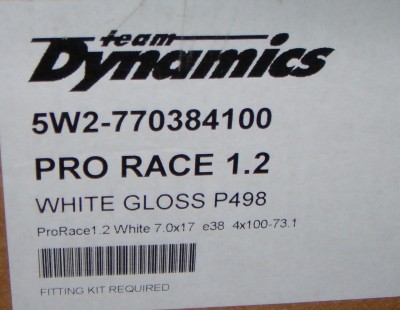 team
Dynamics
5W2-770384100
PRO RACE 1.2
WHITE GLOSS P498
ProRace1.2 White 7.0x17 e38 4x100-73.1
FITTING KIT REQUIRED